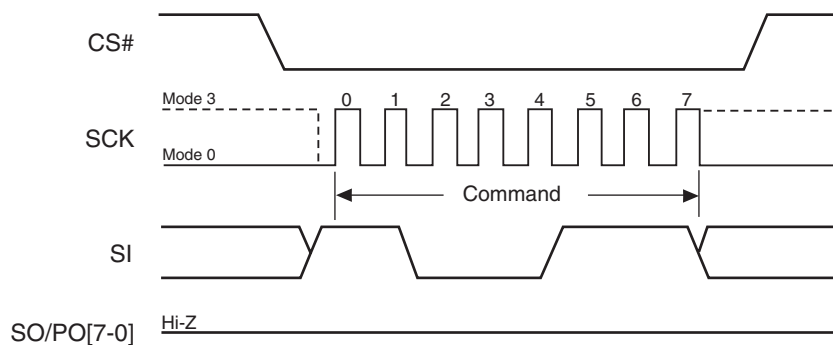 CS#
Mode 3
0 1 2 3 4 5 6 7
SCK
Mode 0
Command
SI
Hi-Z
SO/PO[7-0]